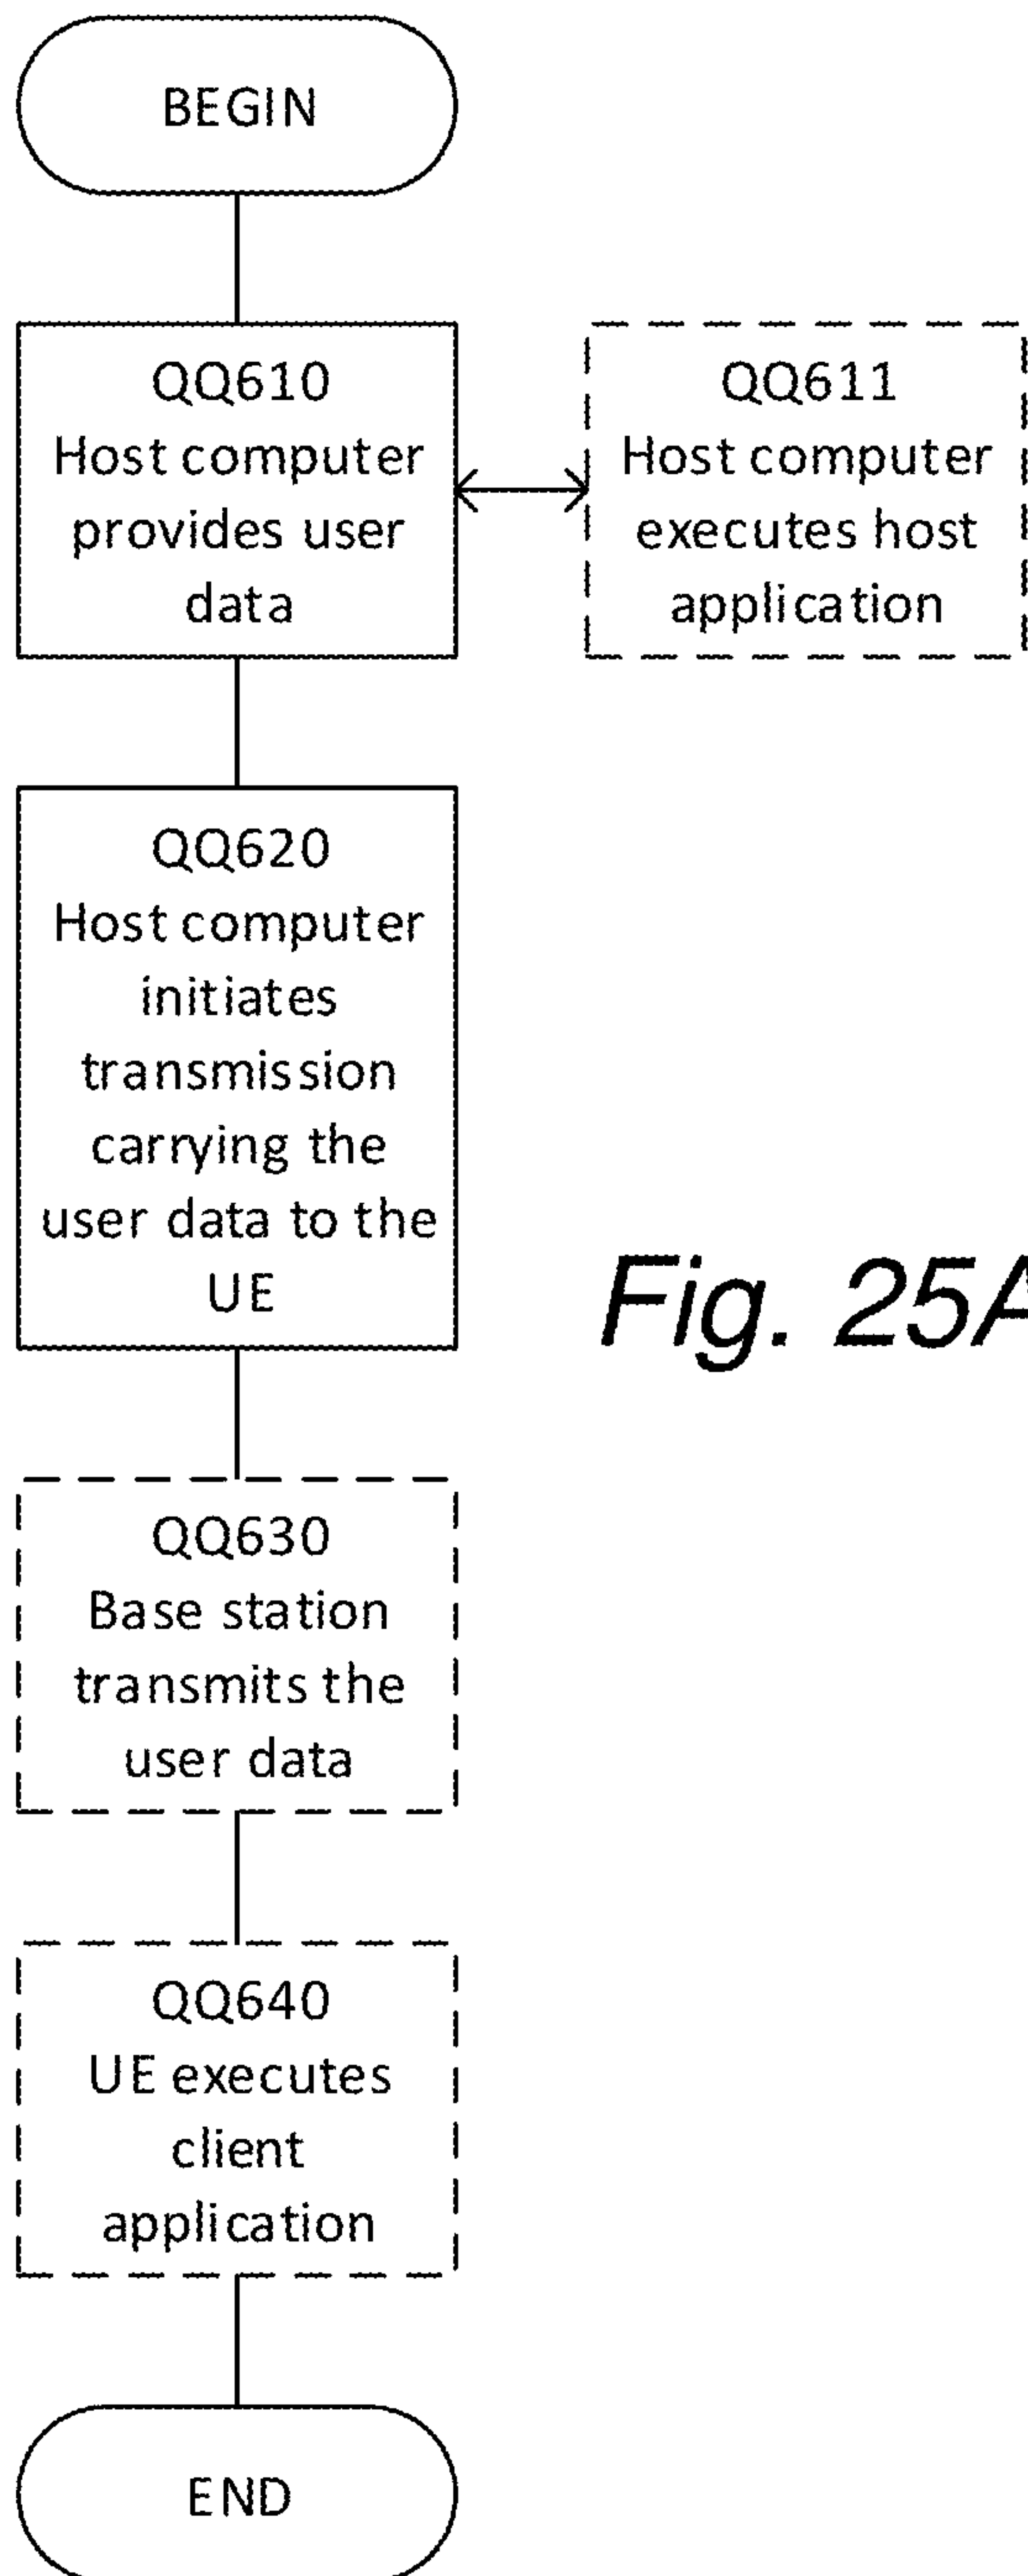 BEGIN
QQ610
Host computer
provides user
data
QQ611
Host computer
executes host
application
QQ620
Host computer
initiates
transmission
carrying the
user data to the
UE
Fig. 25A
QQ630
Base station
transmits the
user data
QQ640
UE executes
client
application
END